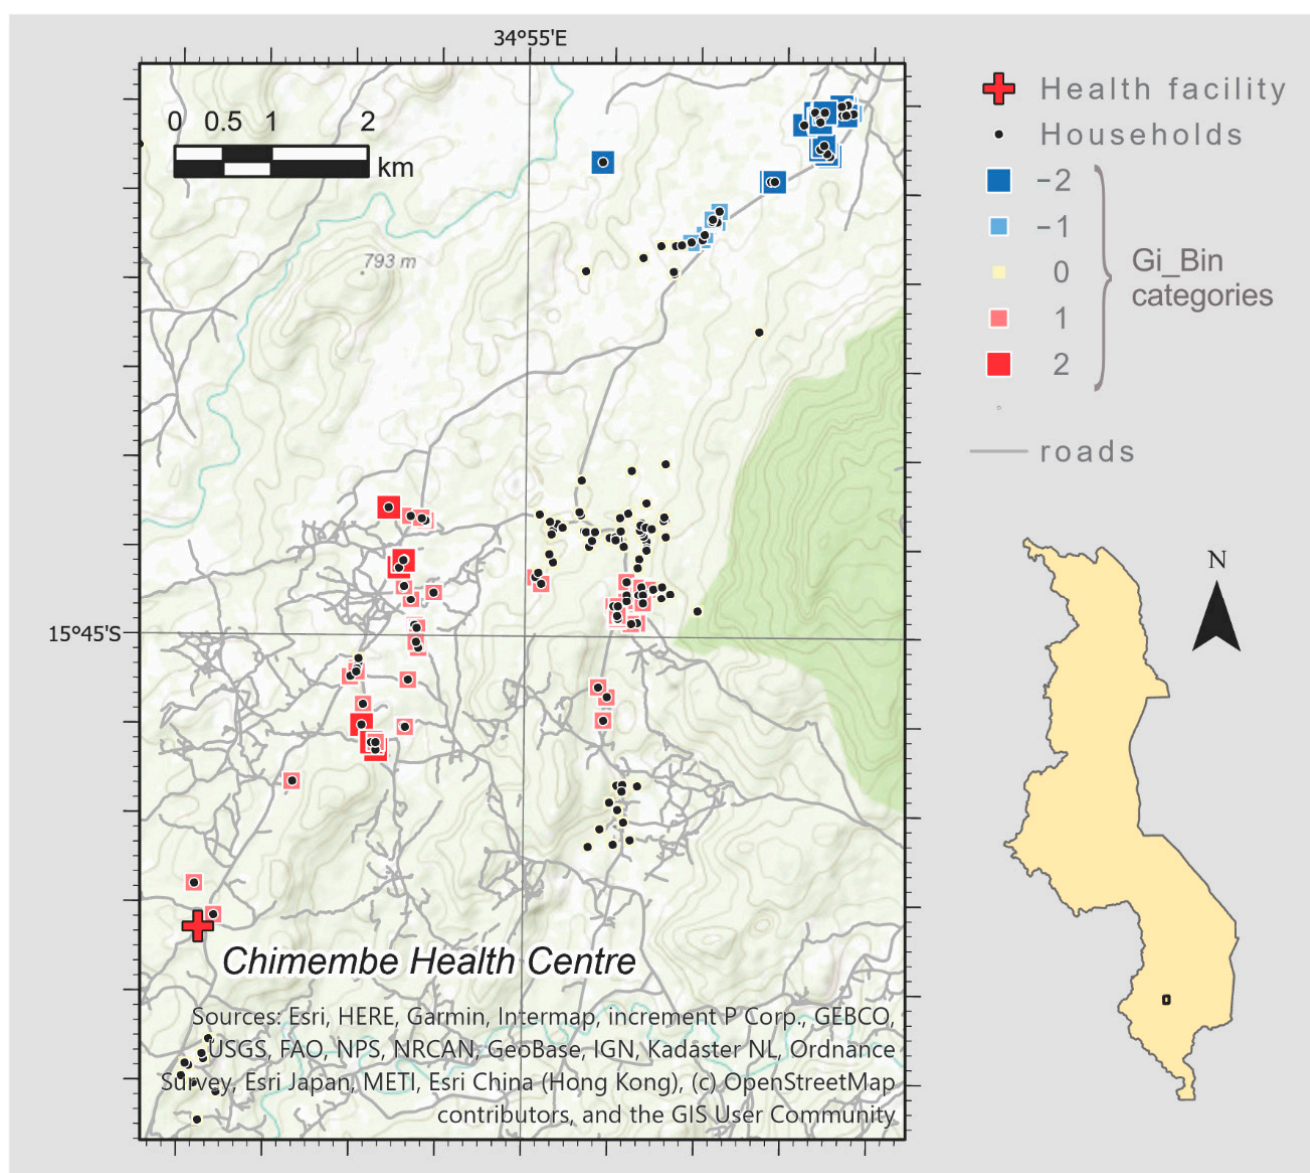 34°55'E
0 0.5 1 2
km
793 m
15°45'S
Chimembe Health Centre
Sources: Esri, HERE, Garmin, Intermap, increment P Corp., GEBCO,
USGS, FAO, NPS, NRCAN, GeoBase, IGN, Kadaster NL, Ordnance
Survey, Esri Japan, METI, Esri China (Hong Kong), (c) OpenStreetMap
contributors, and the GIS User Community
Health facility
Households
−2
−1
0
1
2
Gi_Bin
categories
roads
N